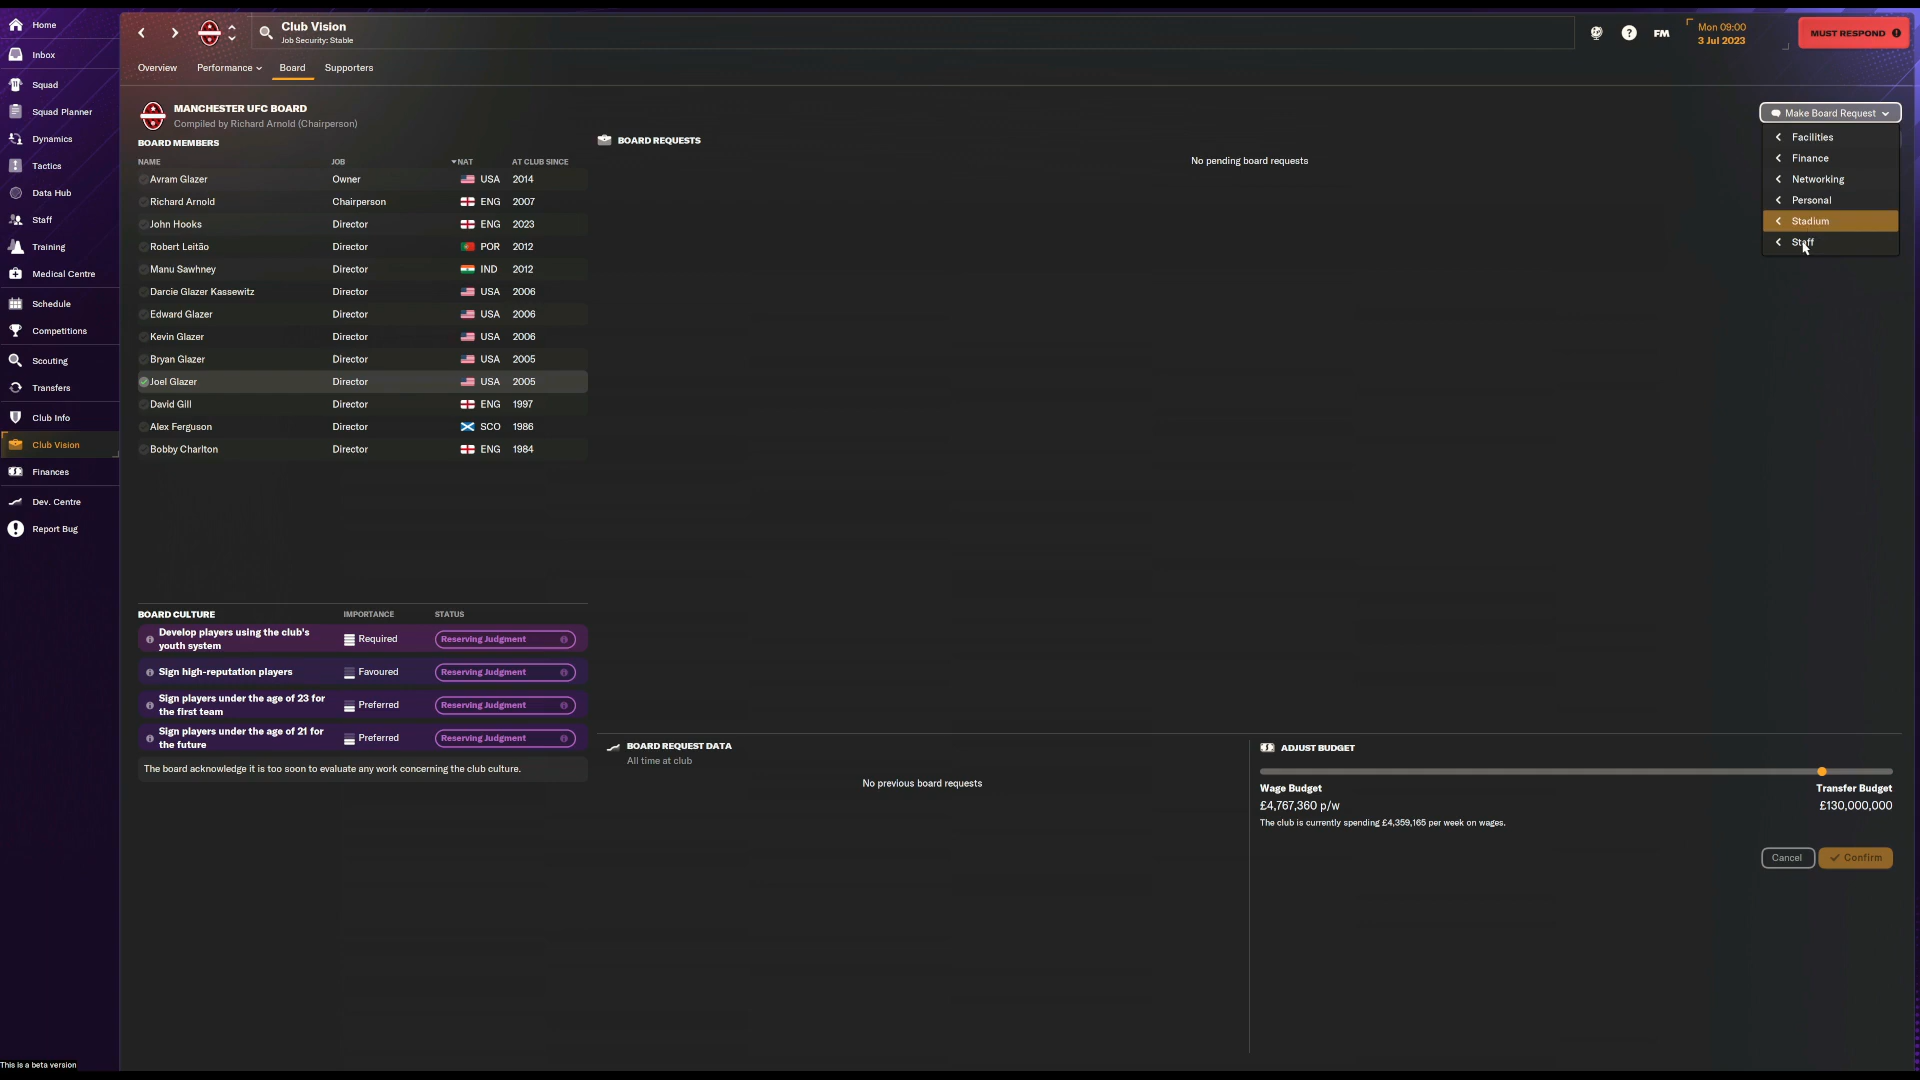 Home
Inbox
Squad
Squad Planner
Dynamics
Tactics
Data Hub
Staff
Training
Medical Centre
Schedule
Competitions
Scouting
Transfers
Club Info
Club Vision
Finances
Dev. Centre
Report Bug
This is a beta version
Club Vision
Job Security: Stable
FM
Mon 09:00
3 Jul 2023
MUST RESPOND
Overview Performance Board Supporters
MANCHESTER UFC BOARD
Compiled by Richard Arnold (Chairperson)
BOARD MEMBERS
NAME JOB NAT AT CLUB SINCE
Avram Glazer Owner USA 2014
Richard Arnold Chairperson ENG 2007
John Hooks Director ENG 2023
Robert Leitão Director POR 2012
Manu Sawhney Director IND 2012
Darcie Glazer Kassewitz Director USA 2006
Edward Glazer Director USA 2006
Kevin Glazer Director USA 2006
Bryan Glazer Director USA 2005
Joel Glazer Director USA 2005
David Gill Director ENG 1997
Alex Ferguson Director SCO 1986
Bobby Charlton Director ENG 1984
BOARD REQUESTS
No pending board requests
Make Board Request
Facilities
Finance
Networking
Personal
Stadium
Staff
BOARD CULTURE IMPORTANCE STATUS
Develop players using the club's
youth system
Required Reserving Judgment
Sign high-reputation players Favoured Reserving Judgment
Sign players under the age of 23 for
the first team
Preferred Reserving Judgment
Sign players under the age of 21 for
the future
Preferred Reserving Judgment
The board acknowledge it is too soon to evaluate any work concerning the club culture.
BOARD REQUEST DATA
All time at club
No previous board requests
ADJUST BUDGET
Wage Budget Transfer Budget
£4,767,360 p/w £130,000,000
The club is currently spending £4,359,165 per week on wages.
Cancel Confirm